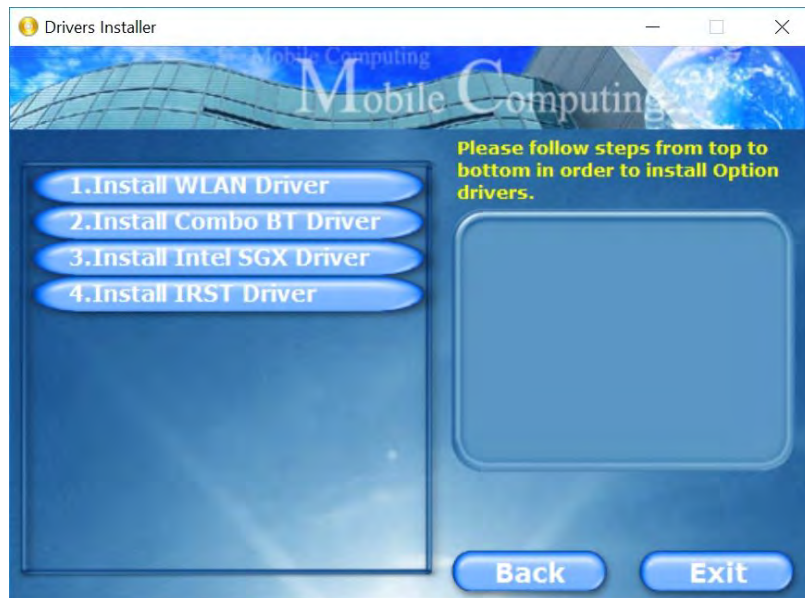 Drivers Installer
Mobile Computing
Mobile Computing
1.Install WLAN Driver
2.Install Combo BT Driver
3.Install Intel SGX Driver
4.Install IRST Driver
Please follow steps from top to
bottom in order to install Option
drivers.
Back
Exit